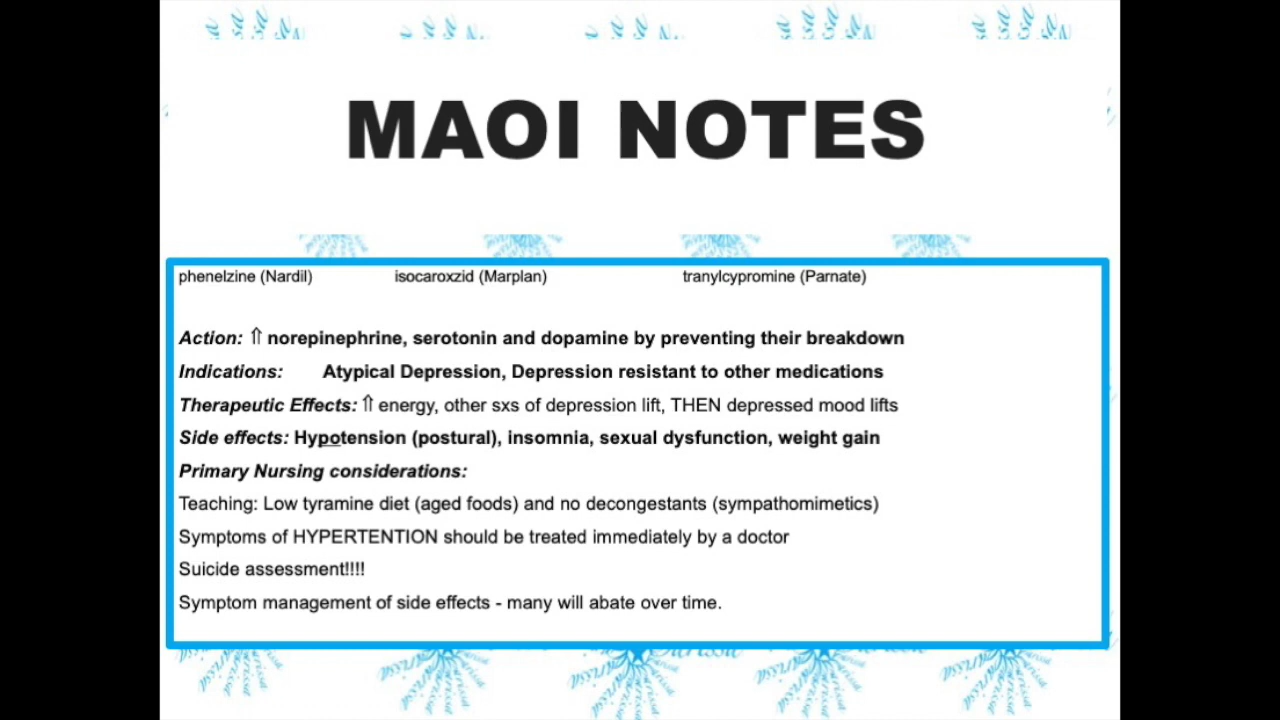 MAOI NOTES
phenelzine (Nardil) isocaroxzid (Marplan) tranylcypromine (Parnate)
Action: ⇑ norepinephrine, serotonin and dopamine by preventing their breakdown
Indications: Atypical Depression, Depression resistant to other medications
Therapeutic Effects: ⇑ energy, other sxs of depression lift, THEN depressed mood lifts
Side effects: Hypotension (postural), insomnia, sexual dysfunction, weight gain
Primary Nursing considerations:
Teaching: Low tyramine diet (aged foods) and no decongestants (sympathomimetics)
Symptoms of HYPERTENTION should be treated immediately by a doctor
Suicide assessment!!!!
Symptom management of side effects - many will abate over time.